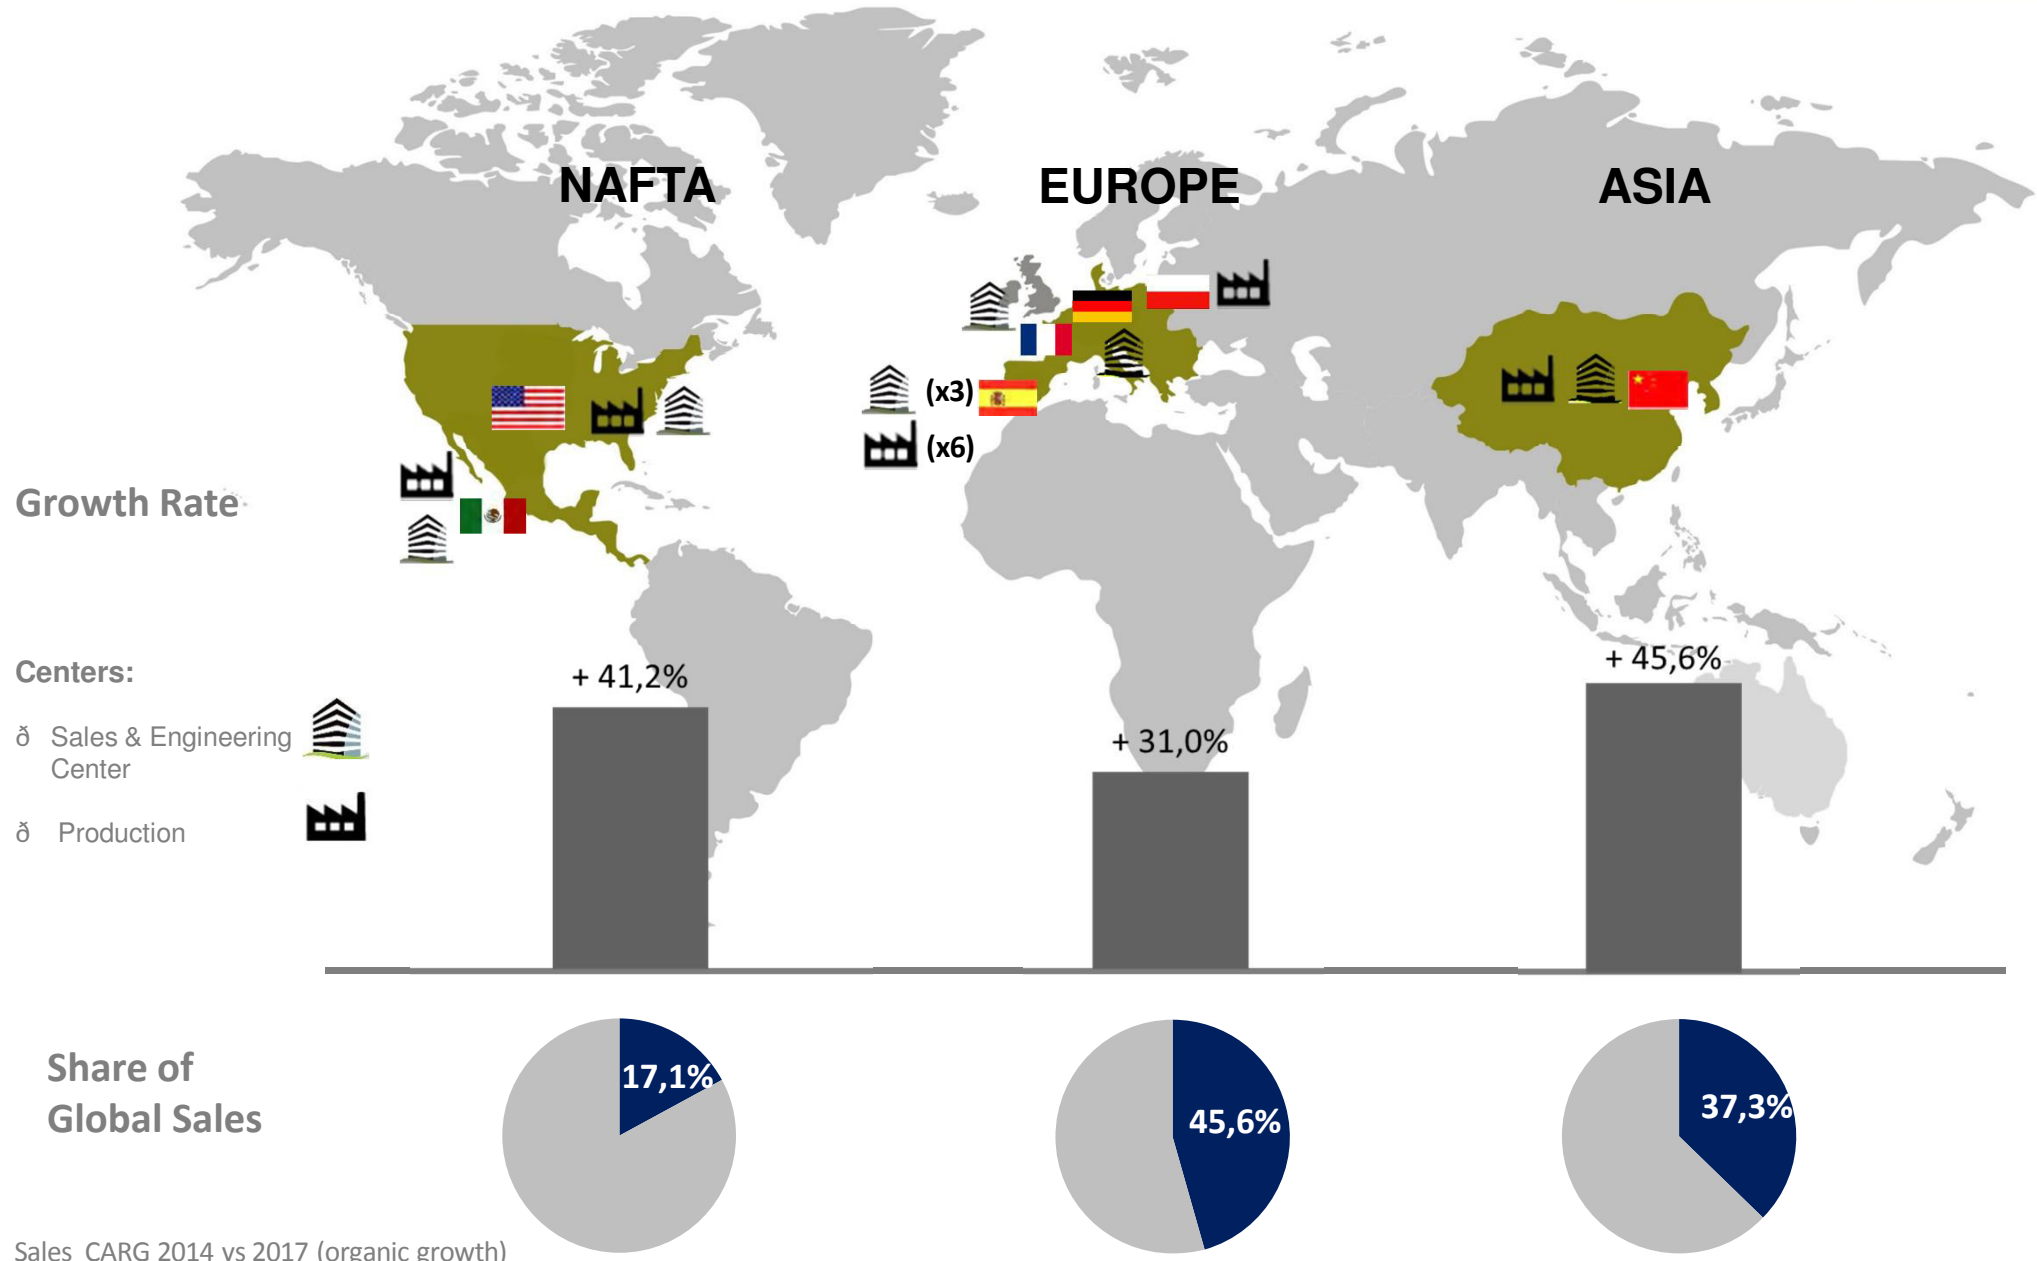 NAFTA
EUROPE
ASIA
(x3)
(x6)
Growth Rate
Centers:
ð Sales & Engineering
Center
ð Production
+ 41,2%
+ 31,0%
+ 45,6%
Share of
Global Sales
17,1%
45,6%
37,3%
Sales CARG 2014 vs 2017 (organic growth)